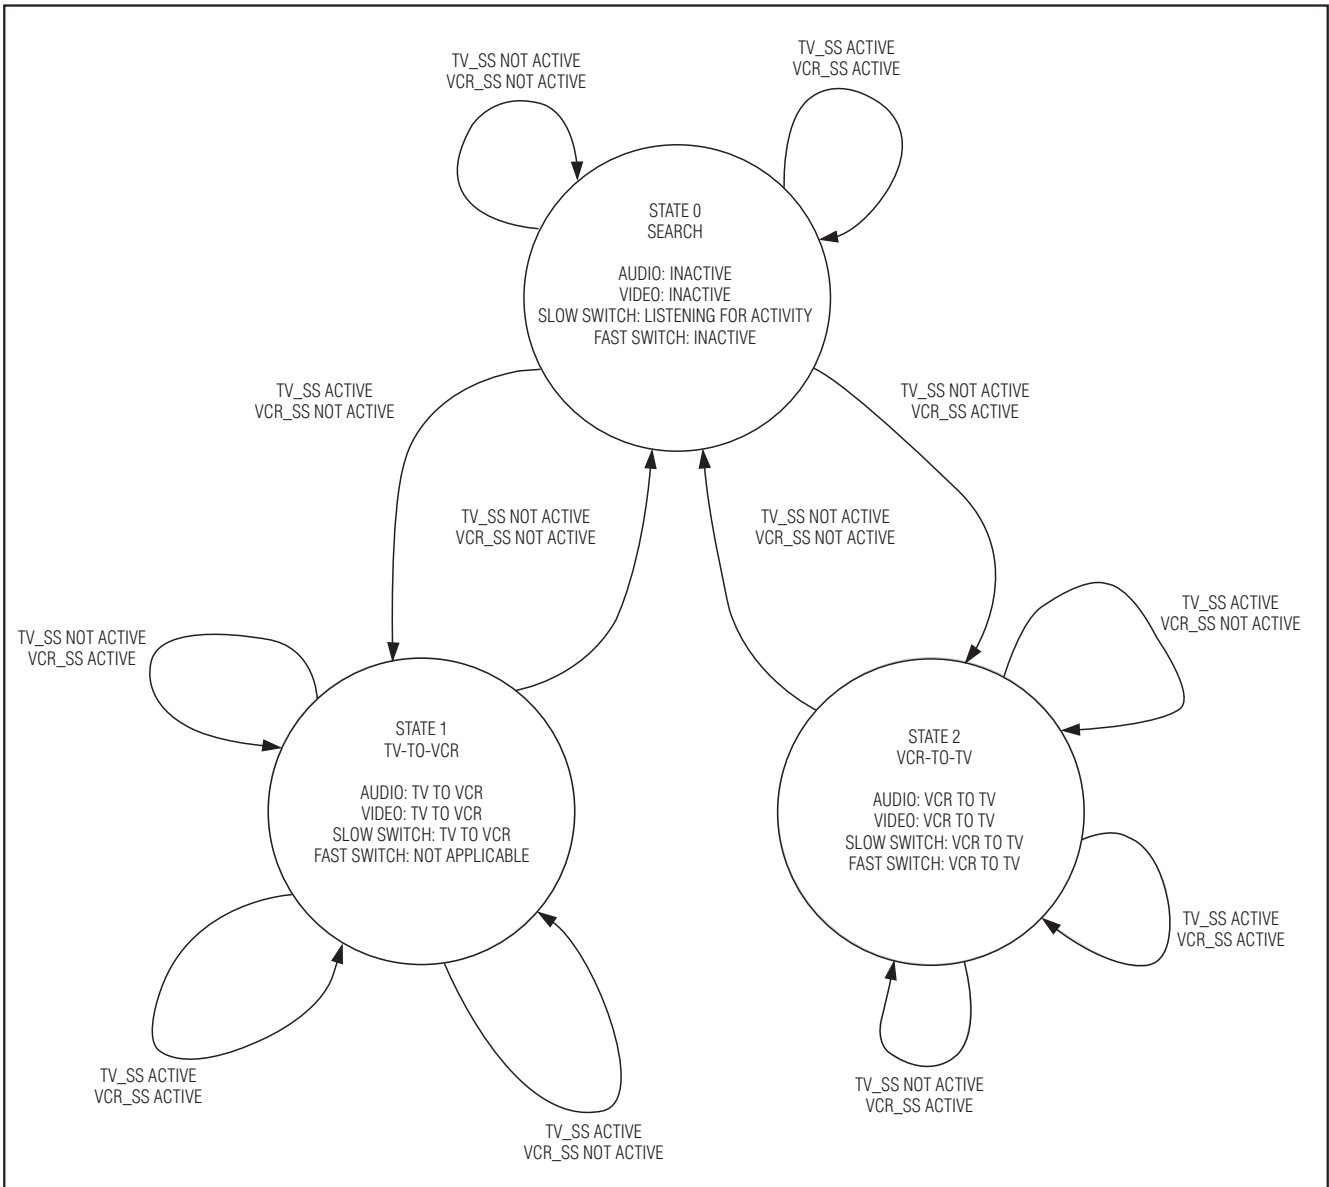 TV_SS NOT ACTIVE
VCR_SS NOT ACTIVE
TV_SS ACTIVE
VCR_SS ACTIVE
STATE 0
SEARCH
AUDIO: INACTIVE
VIDEO: INACTIVE
SLOW SWITCH: LISTENING FOR ACTIVITY
FAST SWITCH: INACTIVE
TV_SS ACTIVE
VCR_SS NOT ACTIVE
TV_SS NOT ACTIVE
VCR_SS ACTIVE
TV_SS NOT ACTIVE
VCR_SS NOT ACTIVE
TV_SS NOT ACTIVE
VCR_SS NOT ACTIVE
TV_SS NOT ACTIVE
VCR_SS ACTIVE
TV_SS ACTIVE
VCR_SS NOT ACTIVE
STATE 1
TV-TO-VCR
AUDIO: TV TO VCR
VIDEO: TV TO VCR
SLOW SWITCH: TV TO VCR
FAST SWITCH: NOT APPLICABLE
STATE 2
VCR-TO-TV
AUDIO: VCR TO TV
VIDEO: VCR TO TV
SLOW SWITCH: VCR TO TV
FAST SWITCH: VCR TO TV
TV_SS ACTIVE
VCR_SS ACTIVE
TV_SS ACTIVE
VCR_SS ACTIVE
TV_SS NOT ACTIVE
VCR_SS ACTIVE
TV_SS ACTIVE
VCR_SS NOT ACTIVE